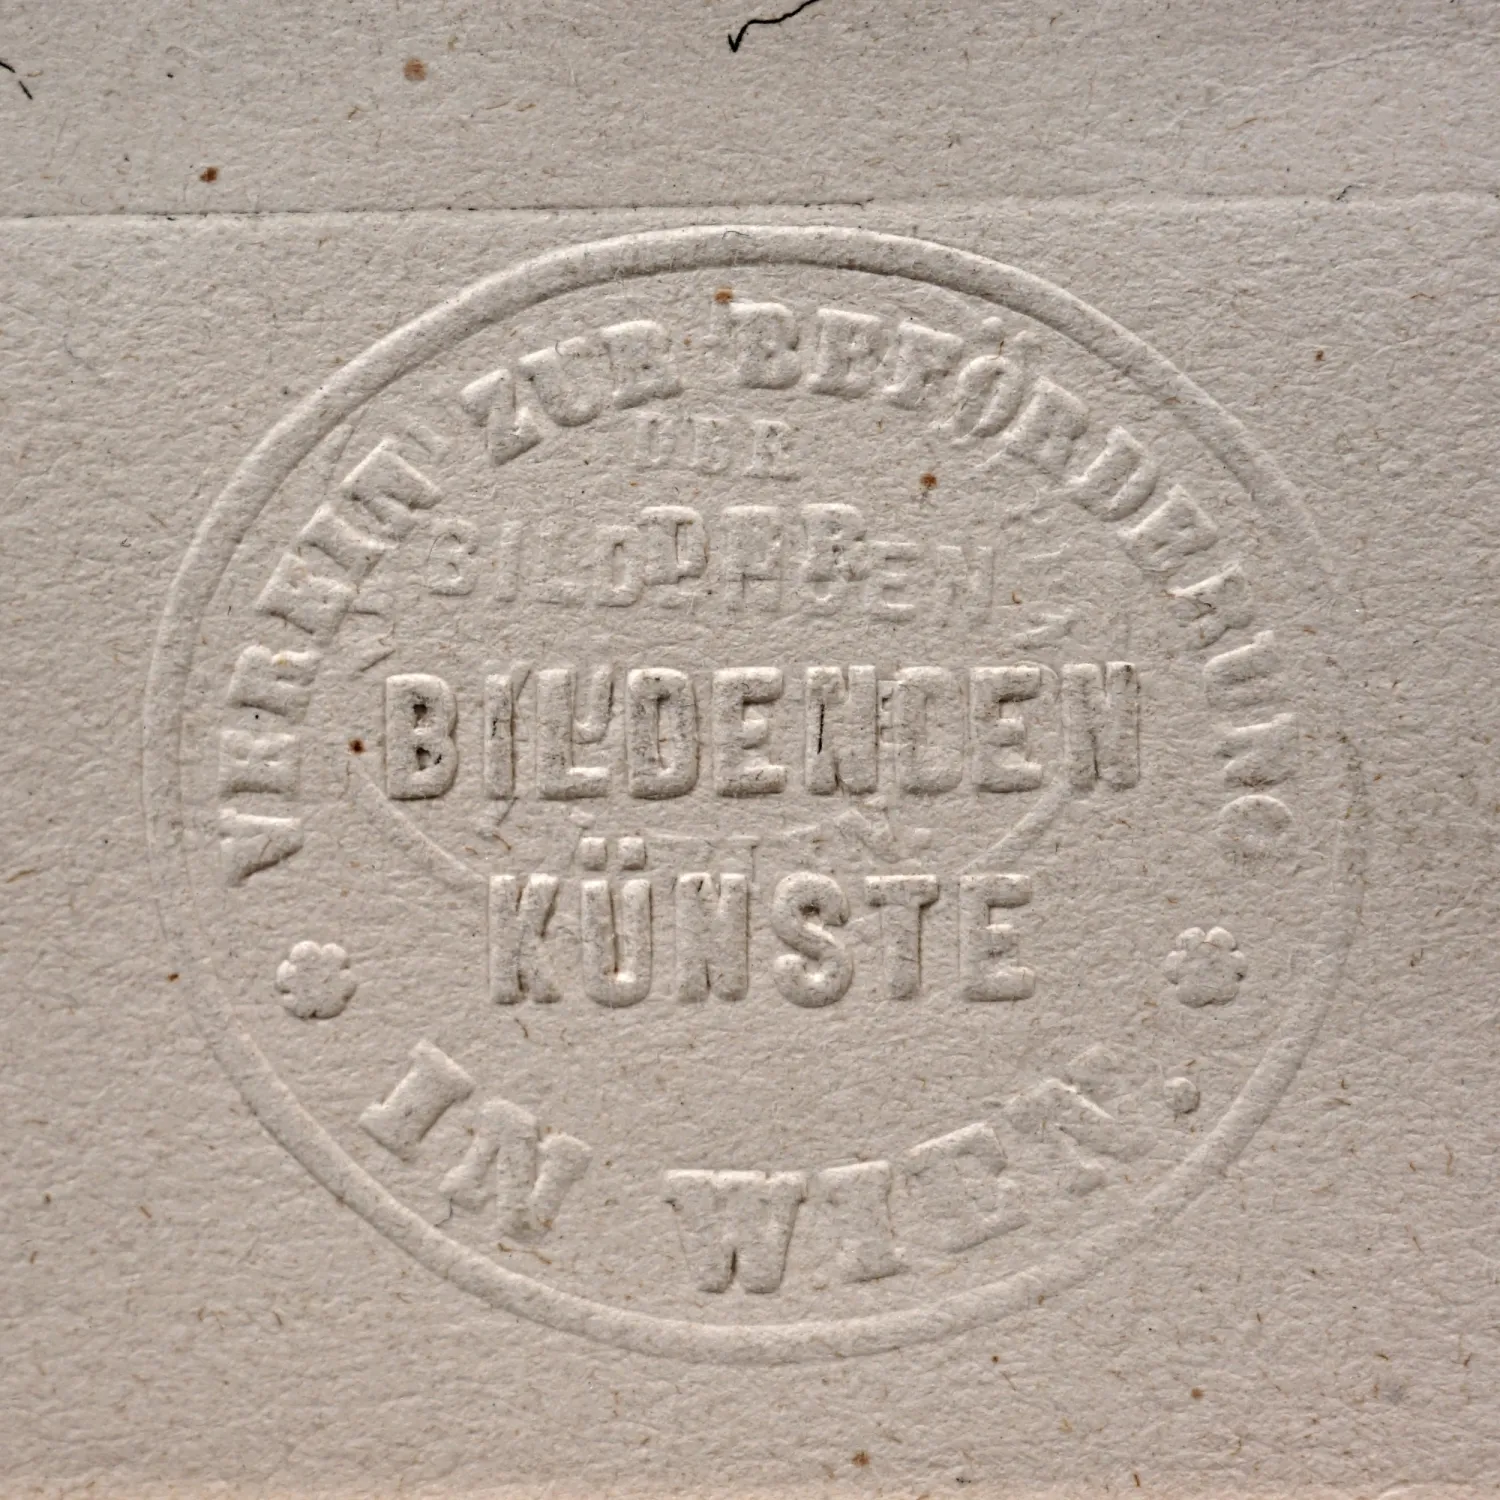 VEREIN ZUR BEFÖRDERUNG
DER
BILDENDEN
KÜNSTE
IN WIEN.